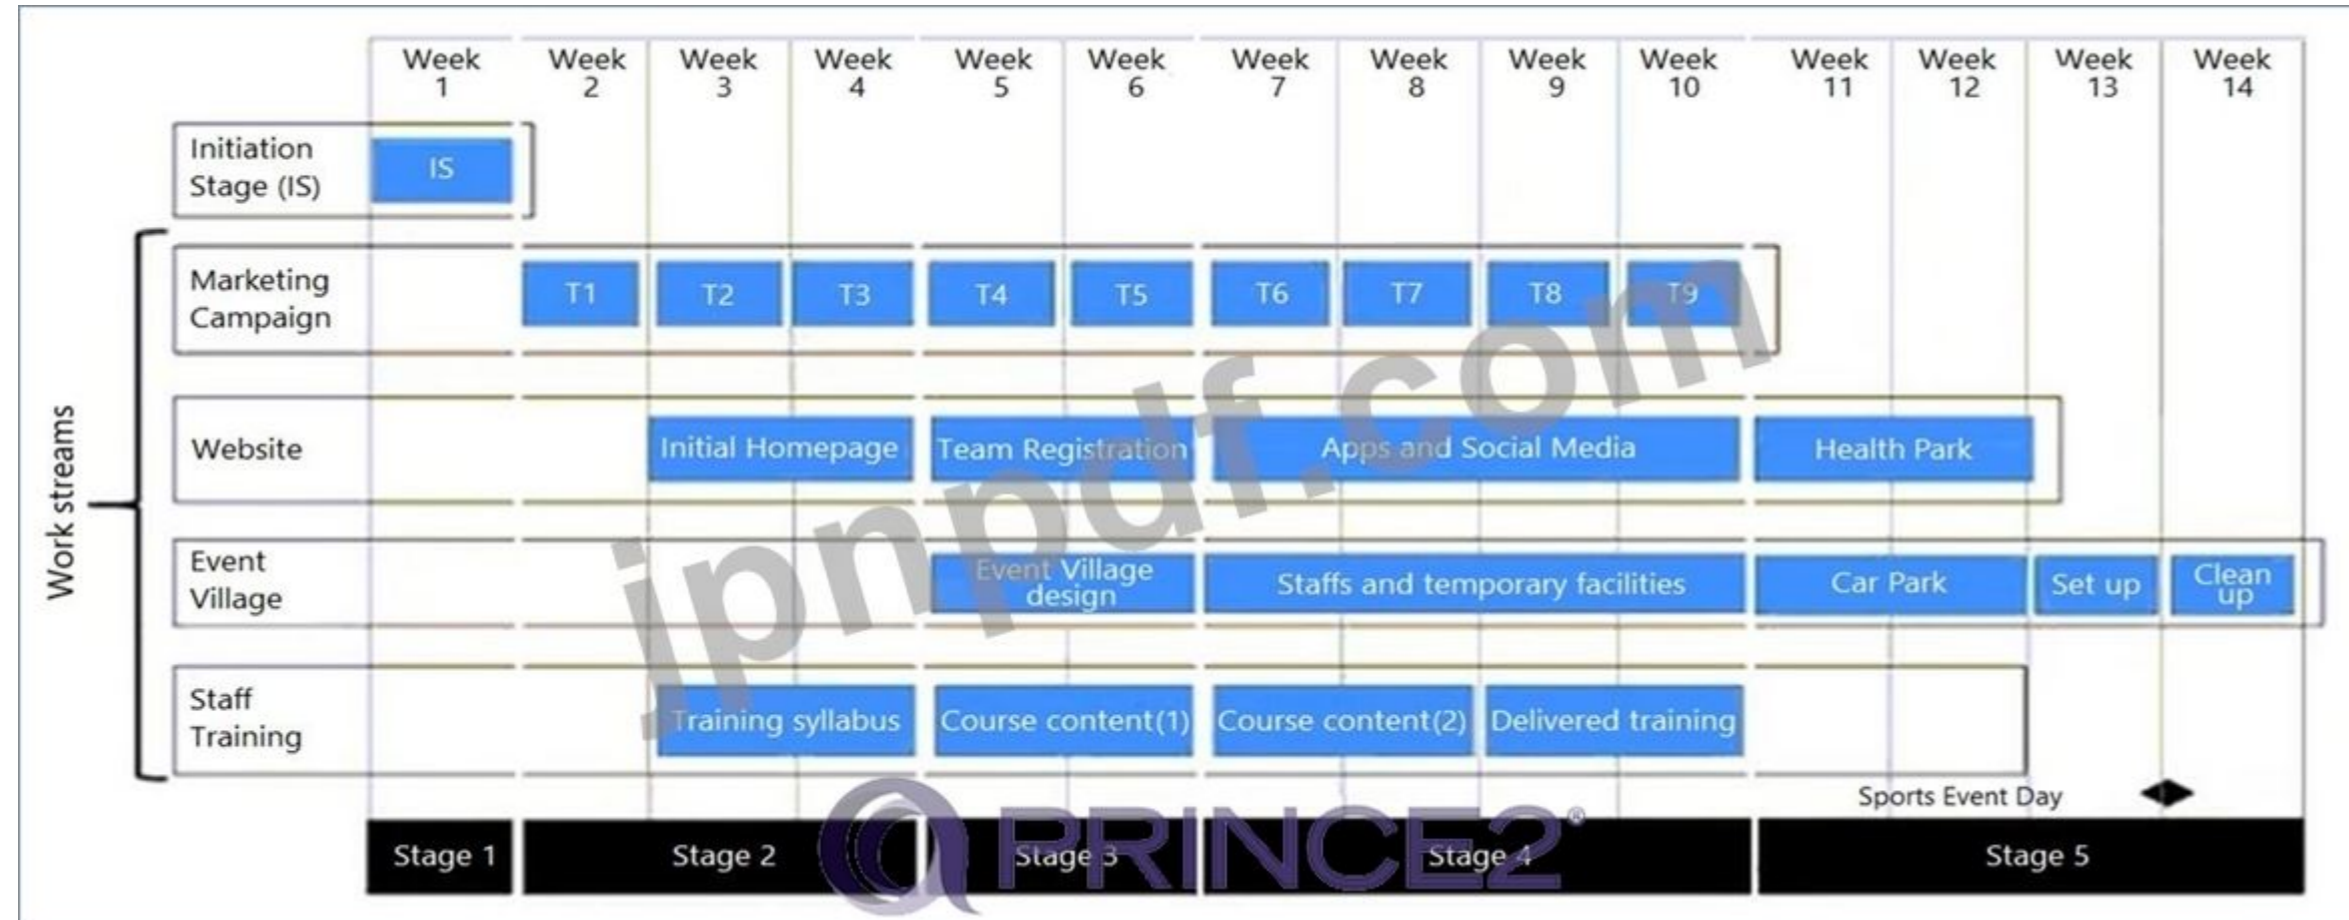 Week 1
Week 2
Week 3
Week 4
Week 5
Week 6
Week 7
Week 8
Week 9
Week 10
Week 11
Week 12
Week 13
Week 14
Initiation
Stage (IS)
IS
Work streams
Marketing
Campaign
T1
T2
T3
T4
T5
T6
T7
T8
T9
Website
Initial Homepage
Team Registration
Apps and Social Media
Health Park
Event
Village
Event Village
design
Staffs and temporary facilities
Car Park
Set up
Clean
up
Staff
Training
Training syllabus
Course content(1)
Course content(2)
Delivered training
Sports Event Day
Stage 1
Stage 2
Stage 3
Stage 4
Stage 5
jpnpdf.com
PRINCE2®